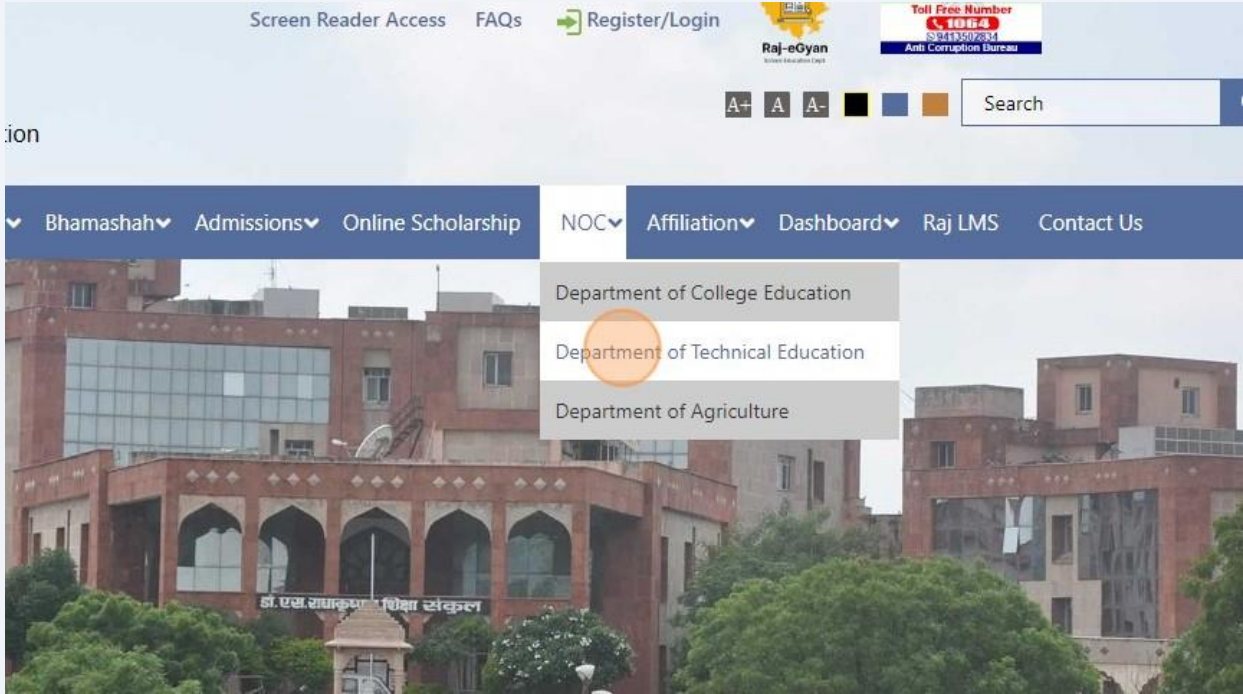 Screen Reader Access FAQs Register/Login
Raj-eGyan
Toll Free Number
1064
9413502834
Anti Corruption Bureau
A+ A A- Search
tion
Bhamashah Admissions Online Scholarship NOC Affiliation Dashboard Raj LMS Contact Us
Department of College Education
Department of Technical Education
Department of Agriculture
डॉ. एस. शिक्षा संकुल